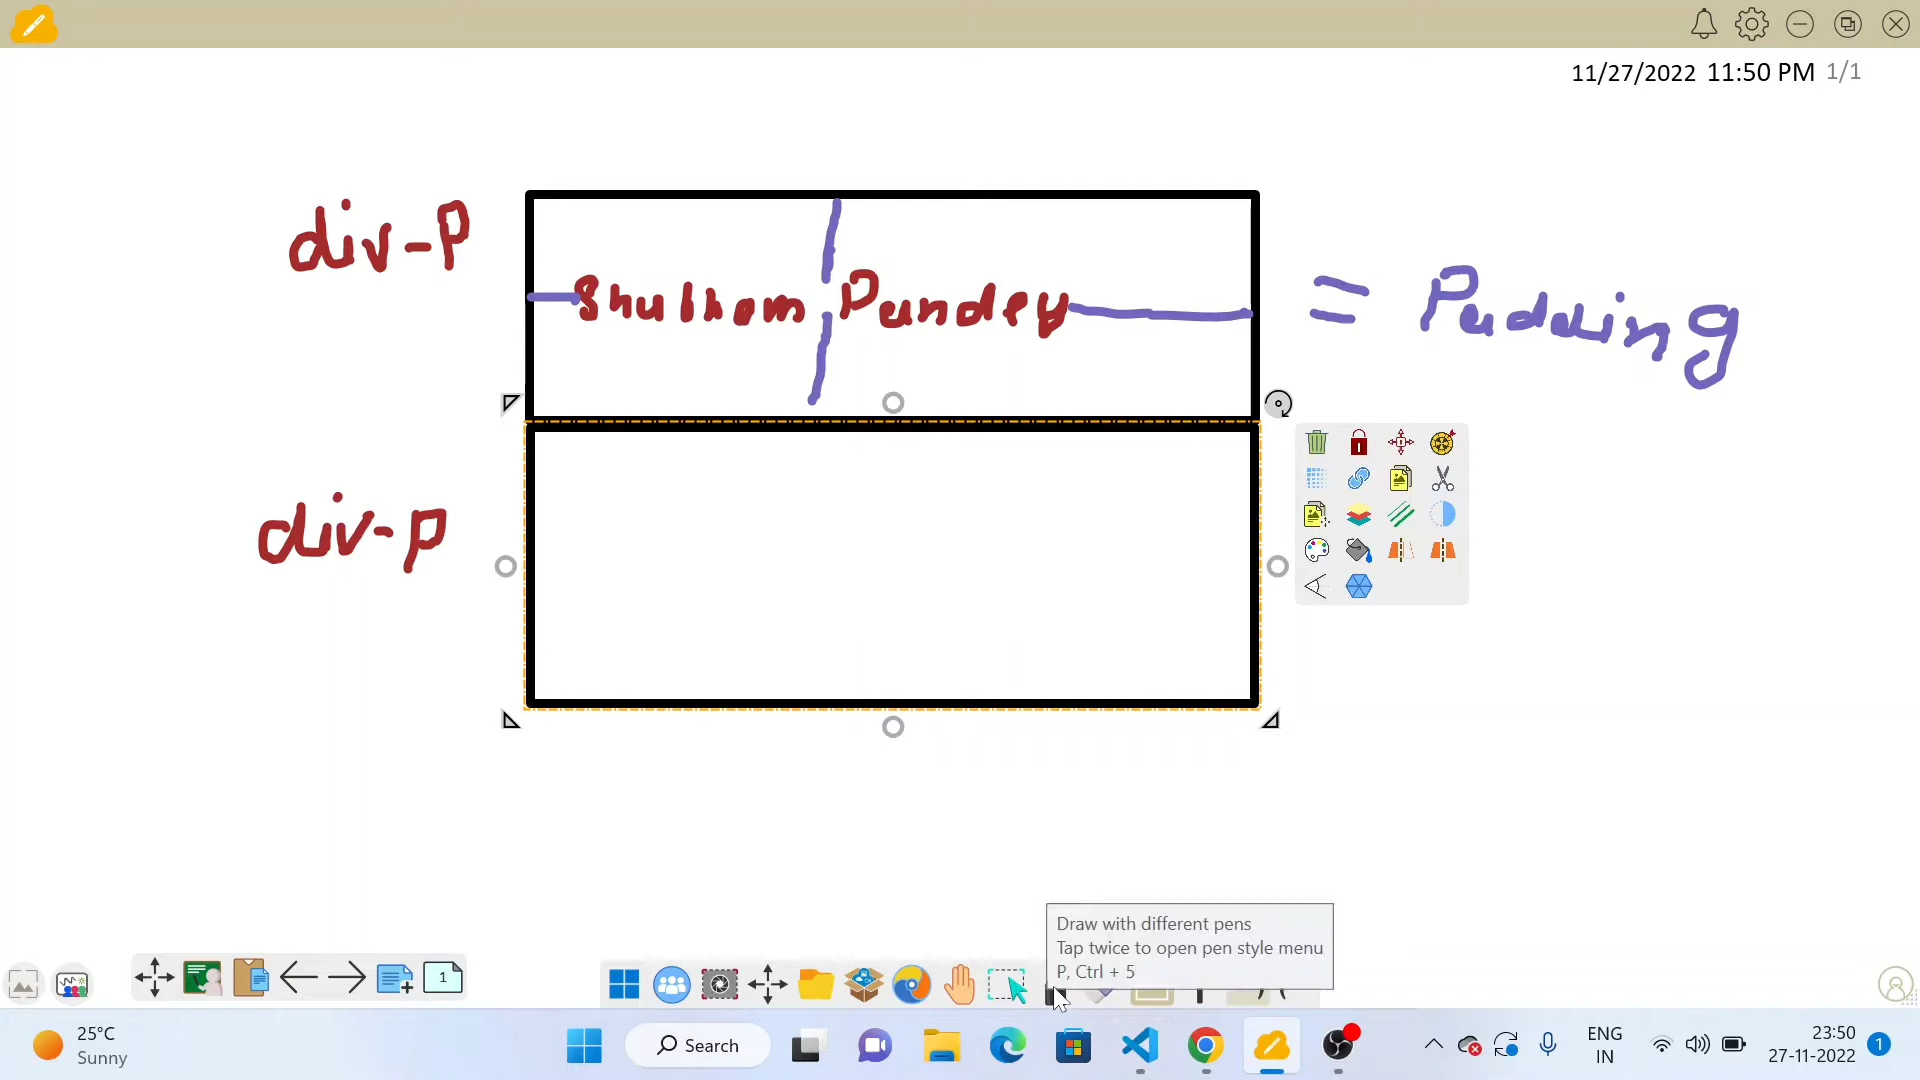 11/27/2022 11:50 PM 1/1
div-P
Shubham Pandey
= Padding
div-p
Draw with different pens
Tap twice to open pen style menu
P, Ctrl + 5
1
25°C
Sunny
Search
ENG
IN
23:50
27-11-2022
1